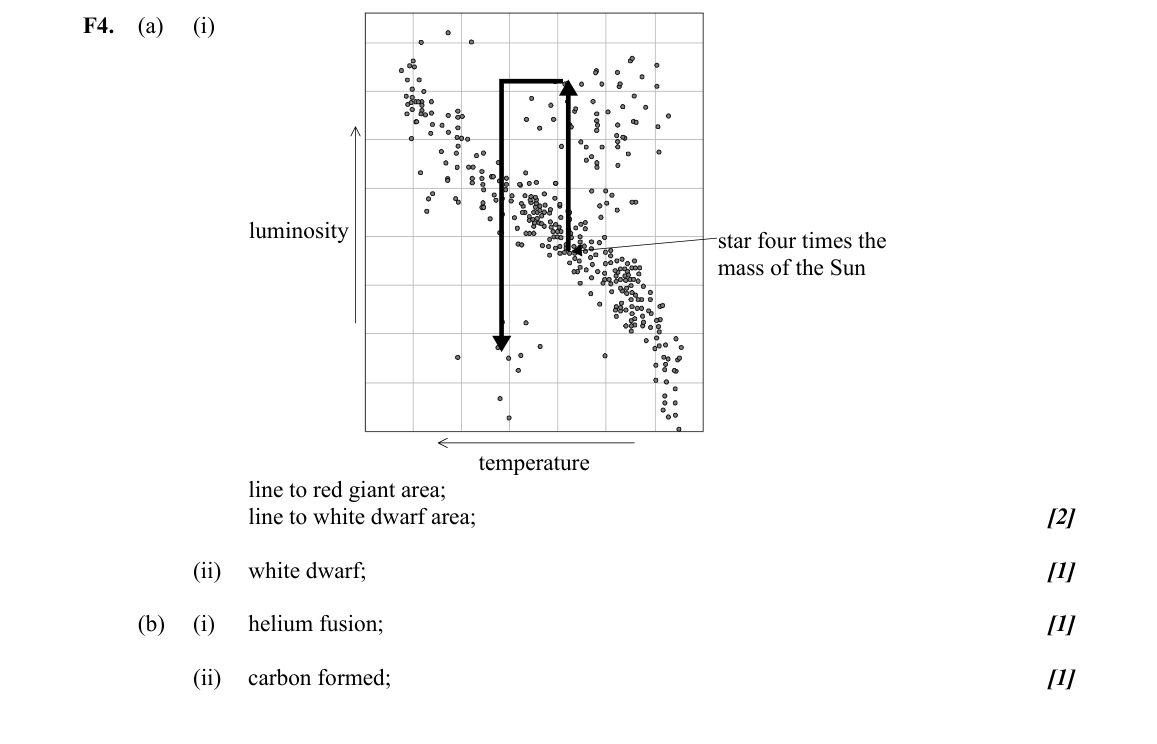 F4. (a) (i)
luminosity
star four times the
mass of the Sun
temperature
line to red giant area;
line to white dwarf area; [2]
(ii) white dwarf; [1]
(b) (i) helium fusion; [1]
(ii) carbon formed; [1]